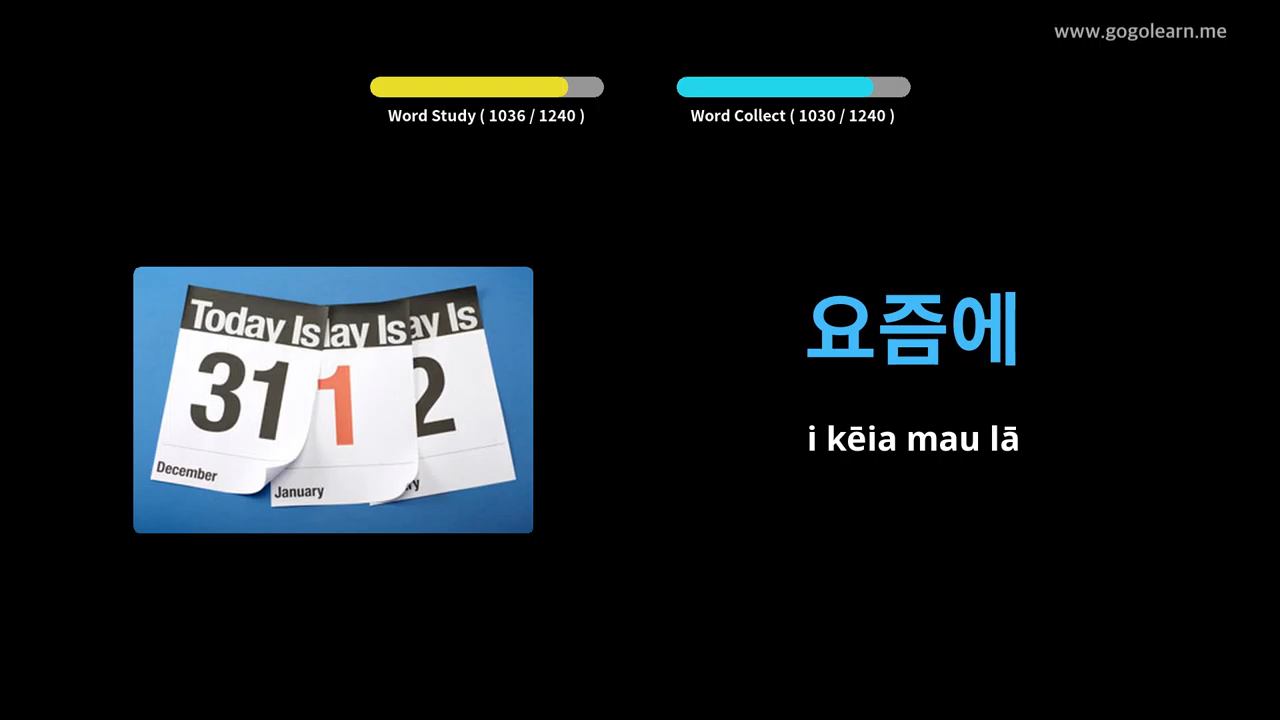 www.gogolearn.me
Word Study ( 1036 / 1240 )
Word Collect ( 1030 / 1240 )
Today Is
31
December
ay Is
1
January
ay Is
2
ry
요즘에
i kēia mau lā